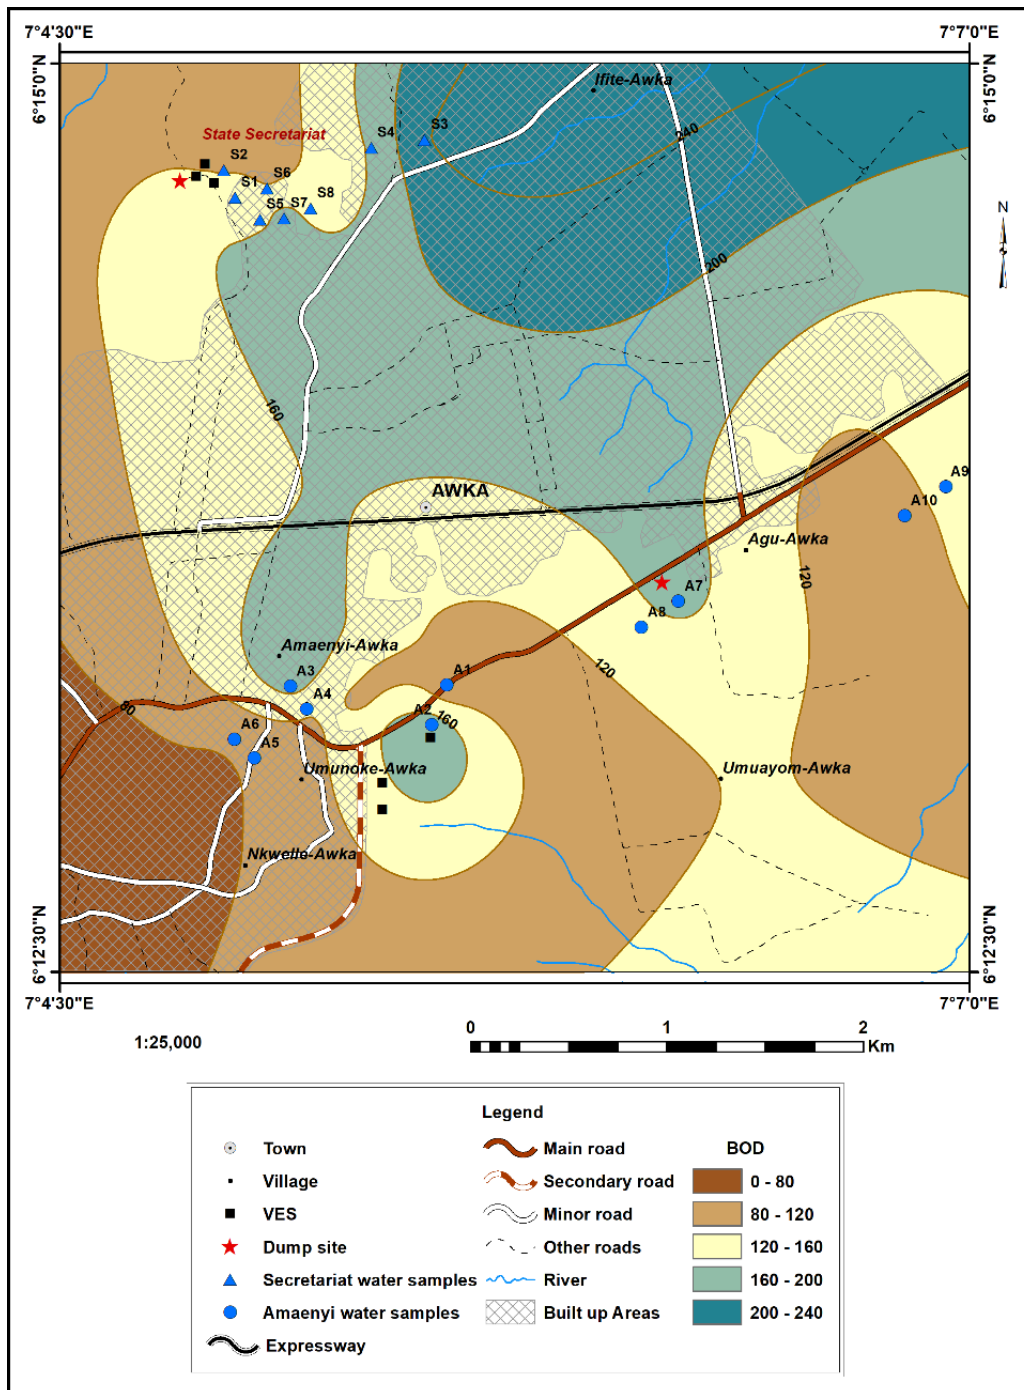 7°4'30"E
7°7'0"E
6°15'0"N
6°15'0"N
Ifite-Awka
240
State Secretariat
S4
S3
S2
S6
S1
S8
S5
S7
200
N
160
A9
AWKA
A10
Agu-Awka
120
A7
A8
Amaenyi-Awka
120
A3
A1
A4
80
A2
160
A6
A5
Umunoke-Awka
Umuayom-Awka
Nkwelle-Awka
6°12'30"N
6°12'30"N
7°4'30"E
7°7'0"E
1:25,000
0
1
2
Km
Legend
Town
Main road
BOD
Village
Secondary road
0 - 80
VES
Minor road
80 - 120
Dump site
Other roads
120 - 160
Secretariat water samples
River
160 - 200
Amaenyi water samples
Built up Areas
200 - 240
Expressway